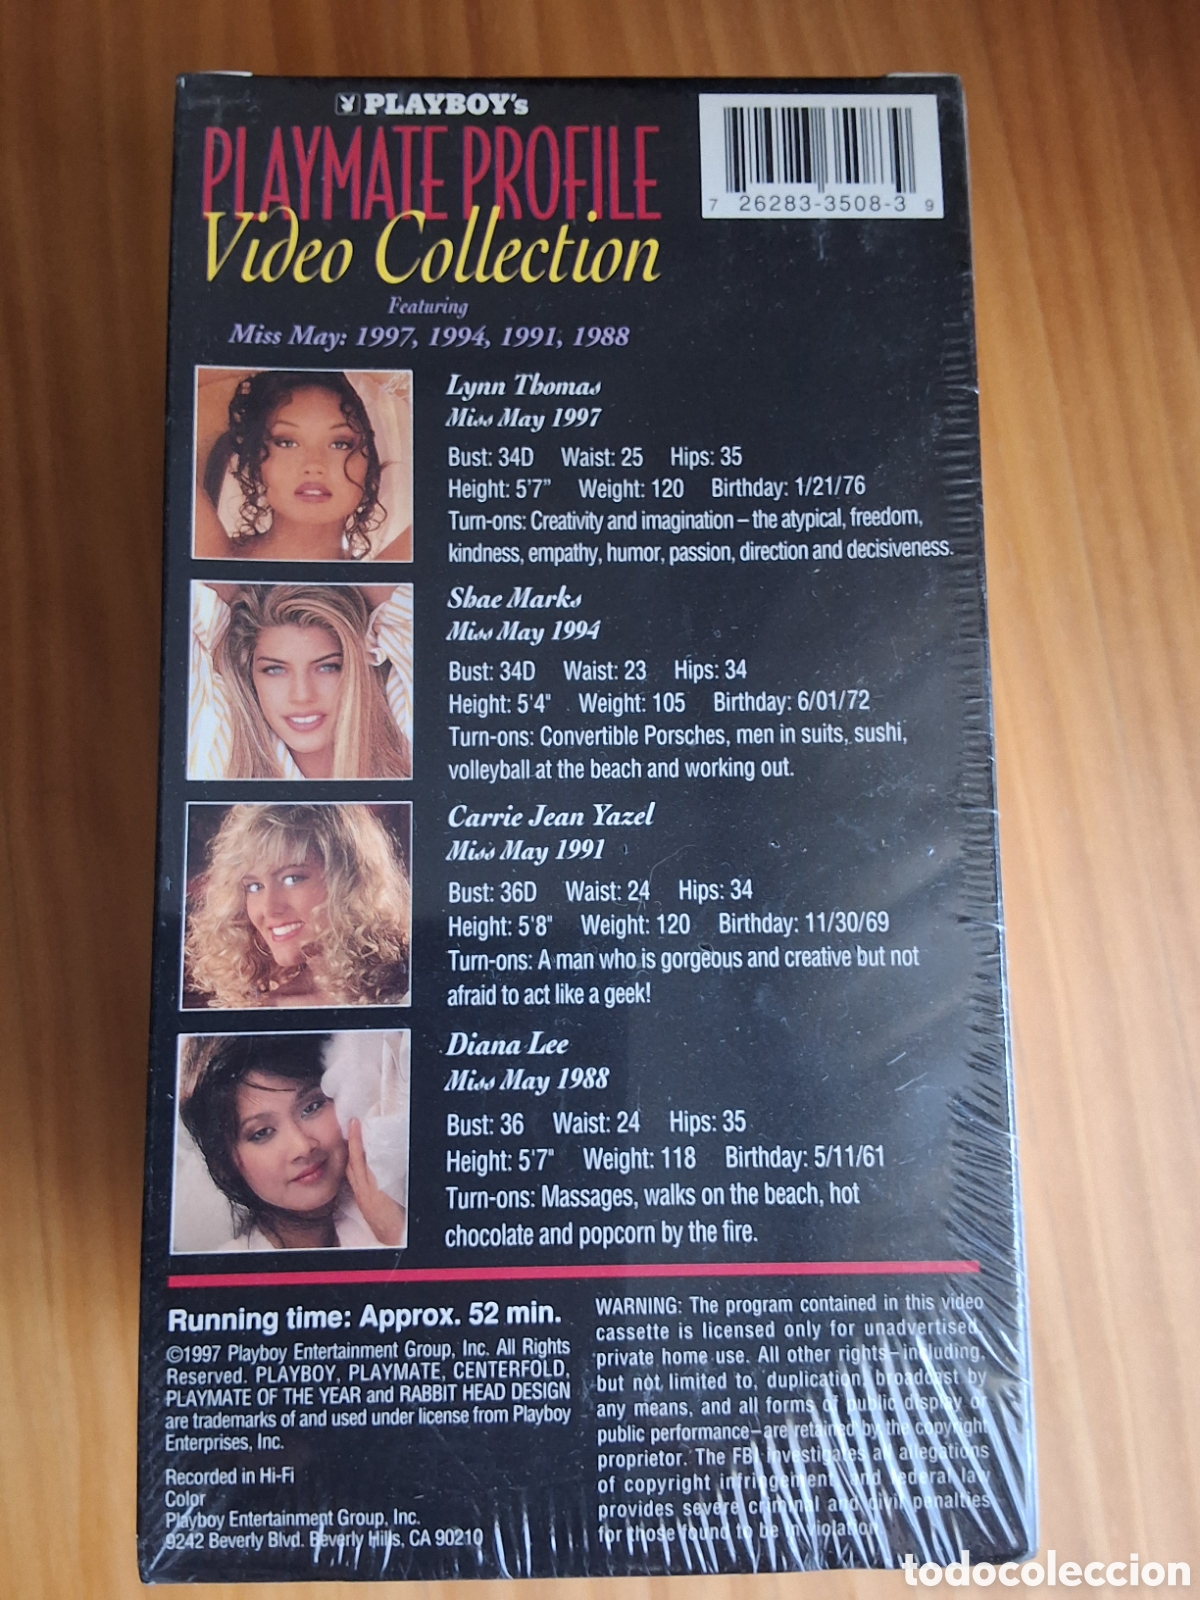 PLAYBOY's
PLAYMATE PROFILE
Video Collection
Featuring
Miss May: 1997, 1994, 1991, 1988
7 26283-3508-3 9
Lynn Thomas
Miss May 1997
Bust: 34D Waist: 25 Hips: 35
Height: 5'7" Weight: 120 Birthday: 1/21/76
Turn-ons: Creativity and imagination – the atypical, freedom,
kindness, empathy, humor, passion, direction and decisiveness.
Shae Marks
Miss May 1994
Bust: 34D Waist: 23 Hips: 34
Height: 5'4" Weight: 105 Birthday: 6/01/72
Turn-ons: Convertible Porsches, men in suits, sushi,
volleyball at the beach and working out.
Carrie Jean Yazel
Miss May 1991
Bust: 36D Waist: 24 Hips: 34
Height: 5'8" Weight: 120 Birthday: 11/30/69
Turn-ons: A man who is gorgeous and creative but not
afraid to act like a geek!
Diana Lee
Miss May 1988
Bust: 36 Waist: 24 Hips: 35
Height: 5'7" Weight: 118 Birthday: 5/11/61
Turn-ons: Massages, walks on the beach, hot
chocolate and popcorn by the fire.
Running time: Approx. 52 min.
©1997 Playboy Entertainment Group, Inc. All Rights
Reserved. PLAYBOY, PLAYMATE, CENTERFOLD,
PLAYMATE OF THE YEAR and RABBIT HEAD DESIGN
are trademarks of and used under license from Playboy
Enterprises, Inc.
Recorded in Hi-Fi
Color
Playboy Entertainment Group, Inc.
9242 Beverly Blvd. Beverly Hills, CA 90210
WARNING: The program contained in this video
cassette is licensed only for unadvertised,
private home use. All other rights—including,
but not limited to, duplication, broadcast by
any means, and all forms of public display or
public performance—are retained by the copyright
proprietor. The FBI investigates all allegations
of copyright infringement, and federal law
provides severe criminal and civil penalties
for those found to be in violation.
todocoleccion